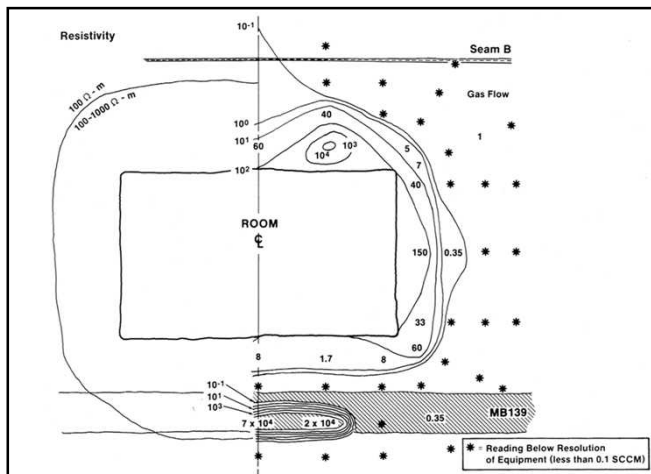 10⁻¹
Resistivity
Seam B
Gas Flow
100 Ω - m
100-1000 Ω - m
40
1
10⁰
5
10¹
60
10³
7
10⁴
10²
40
ROOM
℄
150
0.35
33
60
8
1.7
8
10⁻¹
10¹
10³
0.35
MB139
7 x 10⁴
2 x 10⁴
* = Reading Below Resolution
of Equipment (less than 0.1 SCCM)